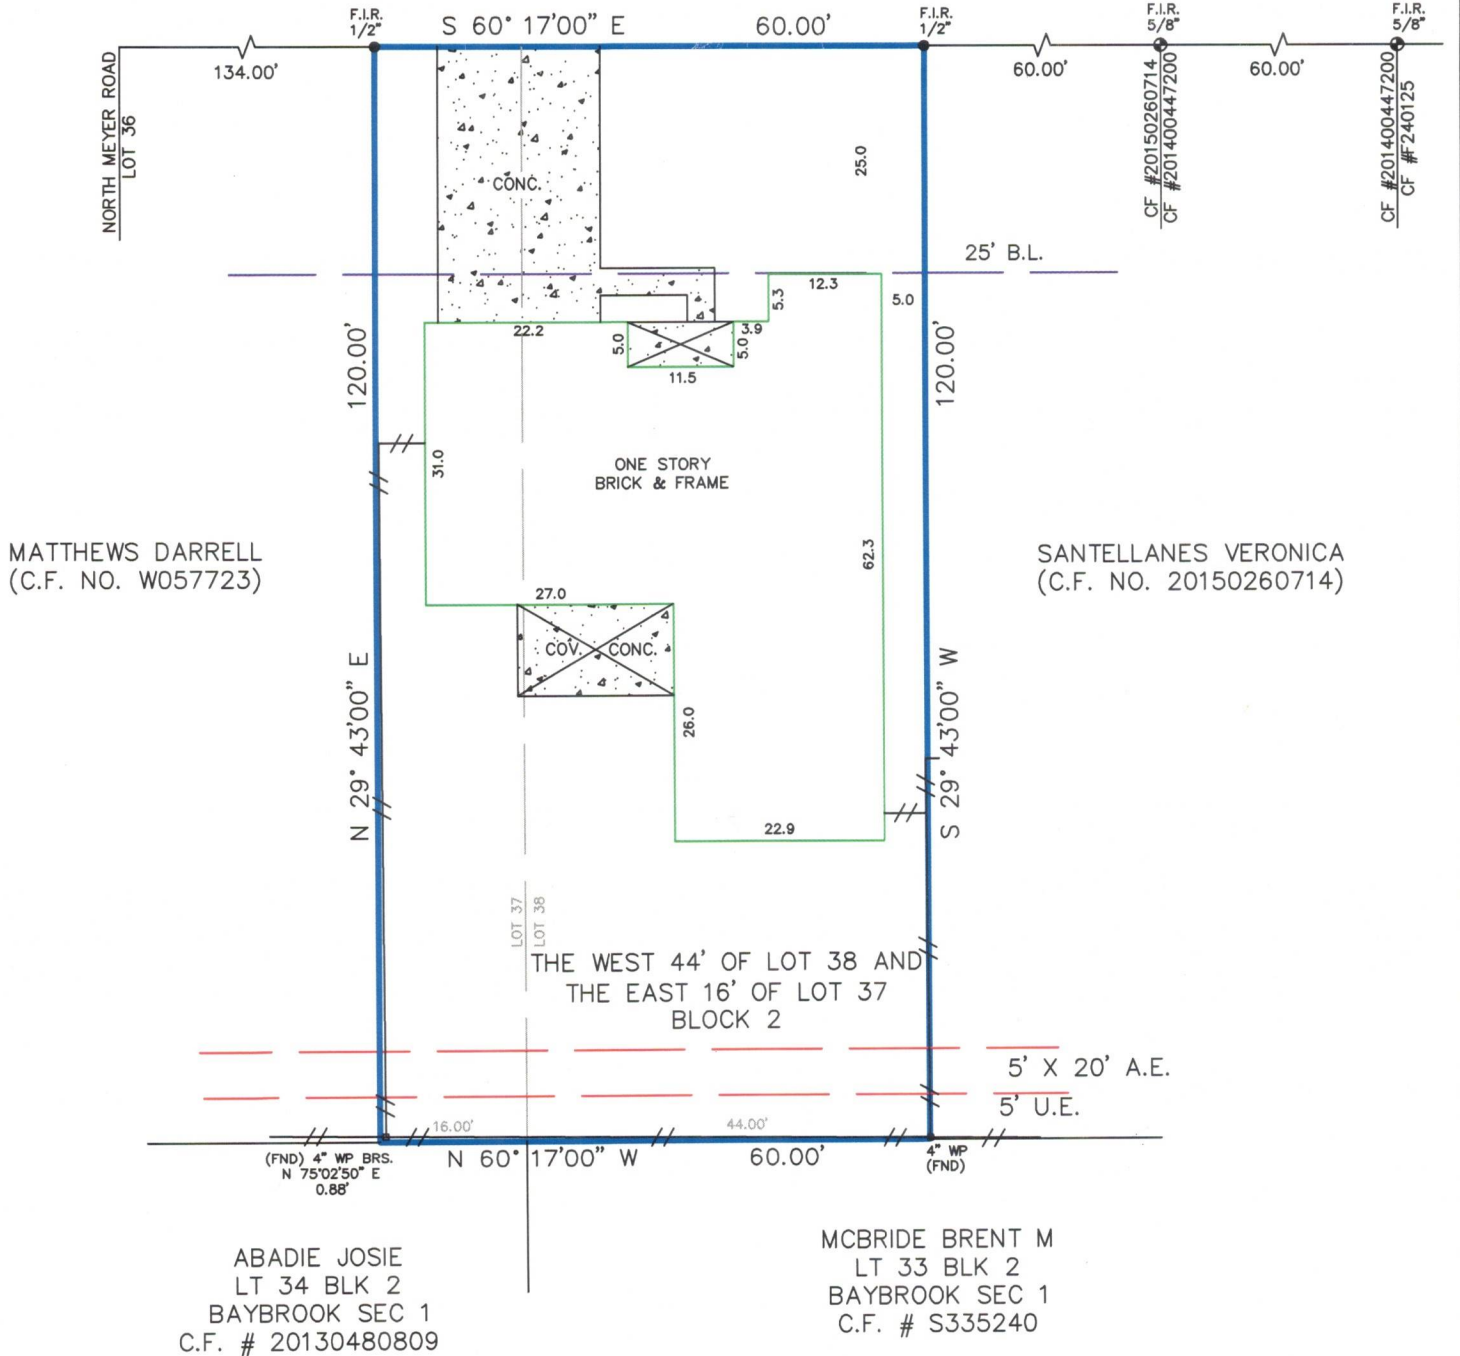 F.I.R.
1/2"
S 60° 17'00" E
60.00'
F.I.R.
1/2"
F.I.R.
5/8"
F.I.R.
5/8"
134.00'
60.00'
60.00'
NORTH MEYER ROAD
LOT 36
CF #20150260714
CF #201400447200
CF #201400447200
CF #F240125
CONC.
25.0
25' B.L.
12.3
5.3
5.0
22.2
3.9
5.0
5.0
11.5
120.00'
120.00'
31.0
ONE STORY
BRICK & FRAME
62.3
MATTHEWS DARRELL
(C.F. NO. W057723)
SANTELLANES VERONICA
(C.F. NO. 20150260714)
27.0
COV. CONC.
26.0
N 29° 43'00" E
S 29° 43'00" W
22.9
LOT 37
LOT 38
THE WEST 44' OF LOT 38 AND
THE EAST 16' OF LOT 37
BLOCK 2
5' X 20' A.E.
5' U.E.
16.00'
44.00'
(FND) 4" WP BRS.
N 75°02'50" E
0.88'
N 60° 17'00" W
60.00'
4" WP
(FND)
ABADIE JOSIE
LT 34 BLK 2
BAYBROOK SEC 1
C.F. # 20130480809
MCBRIDE BRENT M
LT 33 BLK 2
BAYBROOK SEC 1
C.F. # S335240